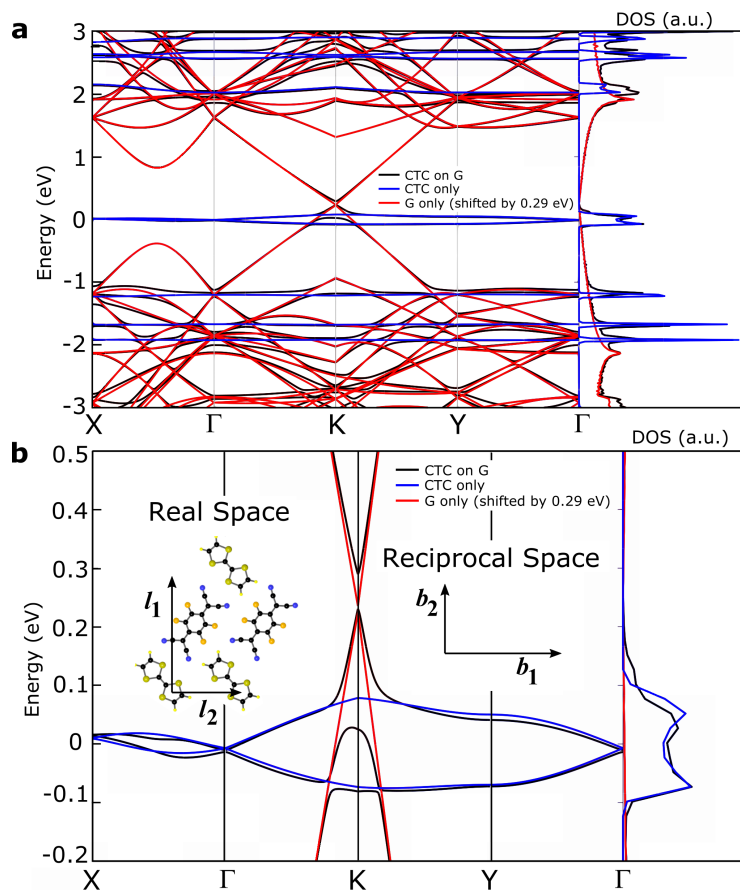 a
DOS (a.u.)
3
2
1
0
-1
-2
-3
Energy (eV)
CTC on G
CTC only
G only (shifted by 0.29 eV)
X Γ K Y Γ
b
DOS (a.u.)
0.5
0.4
0.3
0.2
0.1
0
-0.1
-0.2
Energy (eV)
CTC on G
CTC only
G only (shifted by 0.29 eV)
Real Space
l1
l2
Reciprocal Space
b2
b1
X Γ K Y Γ